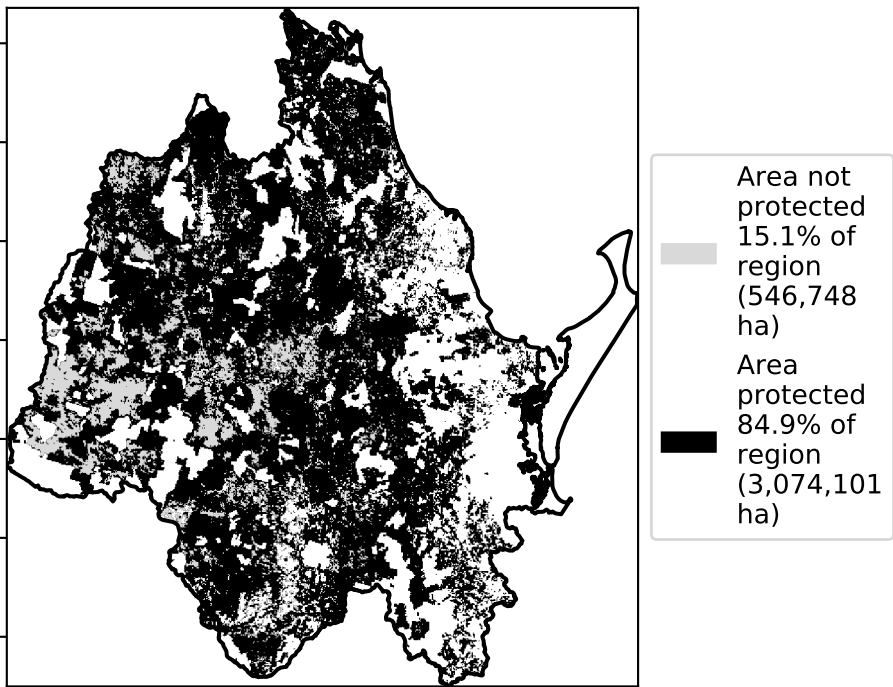 Area not
protected
15.1% of
region
(546,748
ha)
Area
protected
84.9% of
region
(3,074,101
ha)